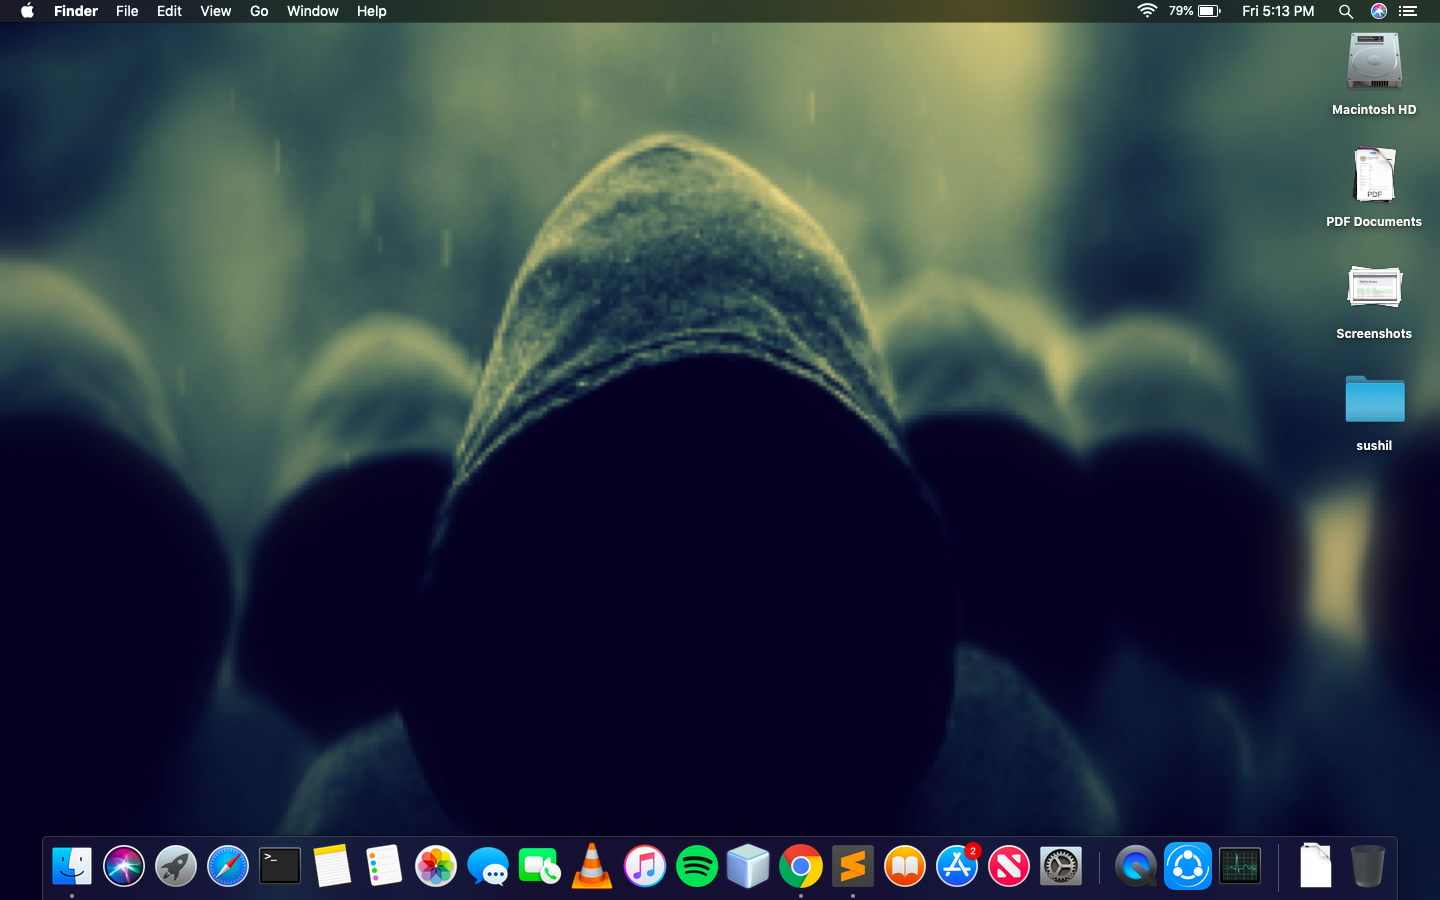 Finder File Edit View Go Window Help 79% Fri 5:13 PM
Macintosh HD
PDF
PDF Documents
Screenshots
sushil
>_
2